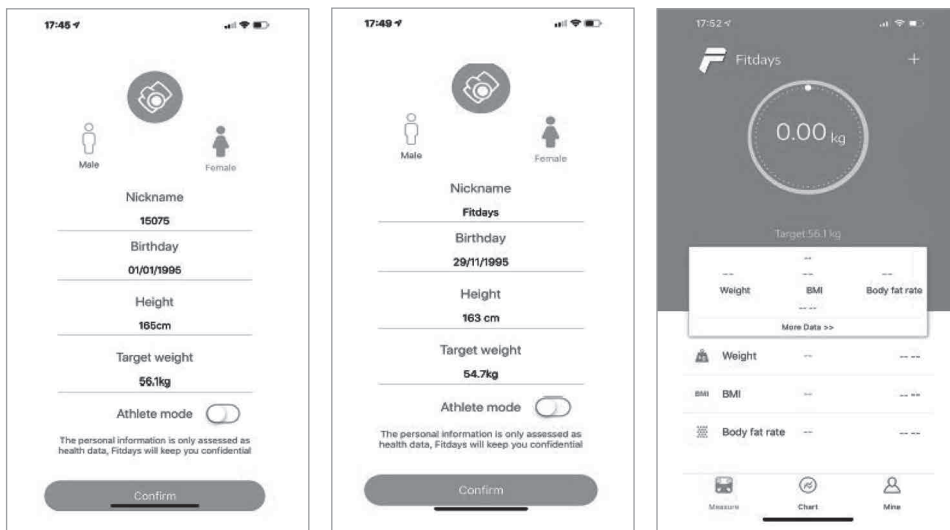 17:45
Male
Female
Nickname
15075
Birthday
01/01/1995
Height
165cm
Target weight
56.1kg
Athlete mode
The personal information is only assessed as
health data, Fitdays will keep you confidential
Confirm
17:49
Male
Female
Nickname
Fitdays
Birthday
29/11/1995
Height
163 cm
Target weight
54.7kg
Athlete mode
The personal information is only assessed as
health data, Fitdays will keep you confidential
Confirm
17:52
Fitdays
+
0.00 kg
Target:56.1 kg
--
-- -- --
Weight BMI Body fat rate
-- --
More Data >>
Weight -- -- --
BMI BMI -- -- --
Body fat rate -- -- --
Measure Chart Mine